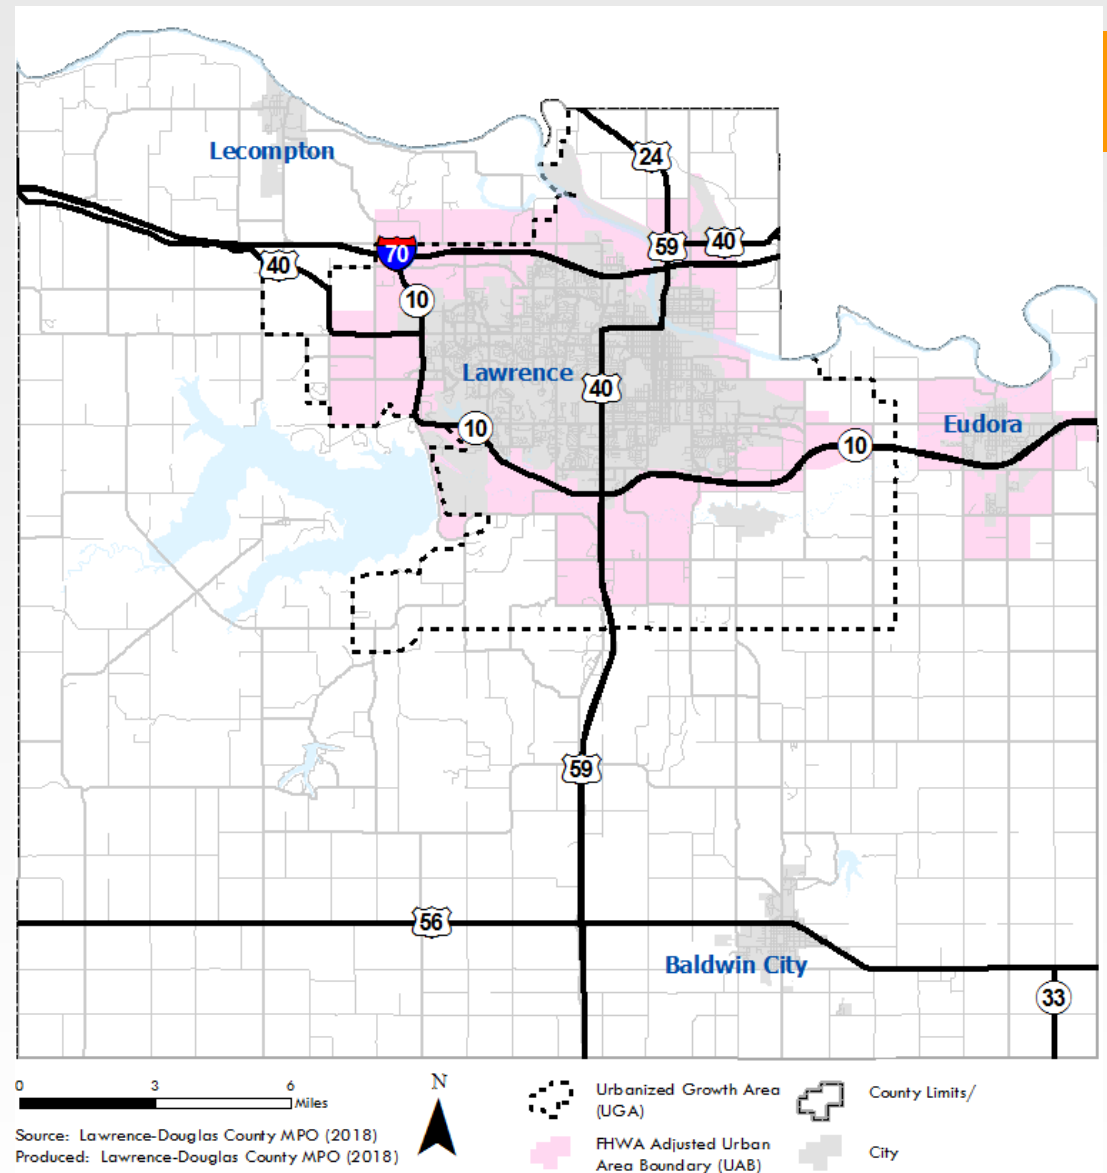 Lecompton
24
59
40
70
40
10
Lawrence
40
10
10
Eudora
59
56
Baldwin City
33
0 3 6
Miles
N
Source: Lawrence-Douglas County MPO (2018)
Produced: Lawrence-Douglas County MPO (2018)
Urbanized Growth Area
(UGA)
FHWA Adjusted Urban
Area Boundary (UAB)
County Limits/
City